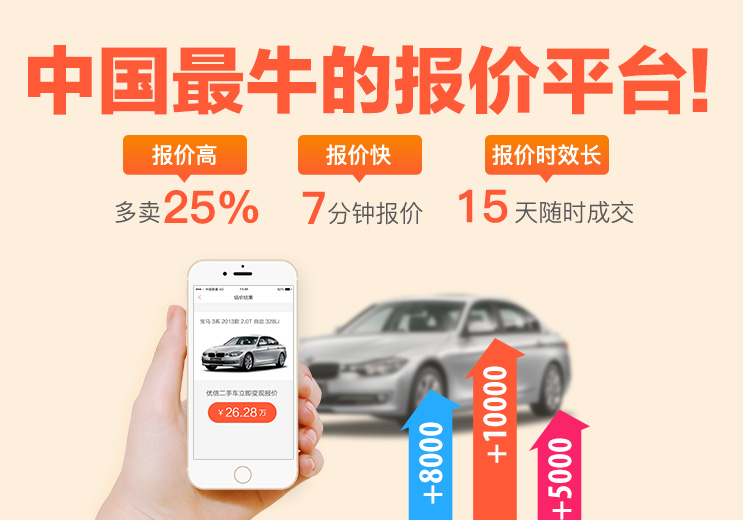 中国最牛的报价平台!
报价高
报价快
报价时效长
多卖25%
7分钟报价
15天随时成交
估价结果
宝马 3系 2013款 2.0T 自动 328Li
优信二手车立即变现报价
¥26.28万
+8000
+10000
+5000